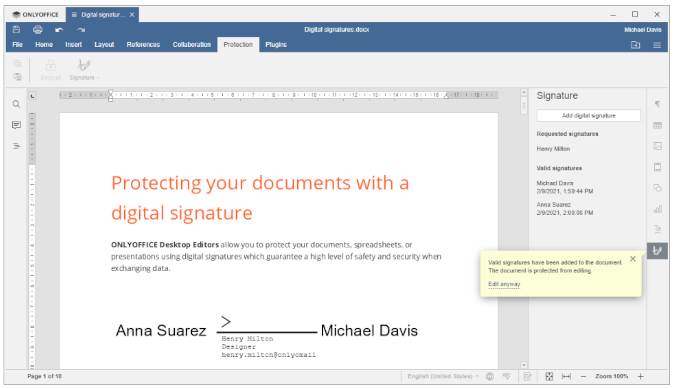 ONLYOFFICE
Digital signatur...
Digital signatures.docx
Michael Davis
File Home Insert Layout References Collaboration Protection Plugins
Encrypt Signature
Signature
Add digital signature
Requested signatures
Henry Milton
Valid signatures
Michael Davis
2/9/2021, 1:59:44 PM
Anna Suarez
2/9/2021, 2:00:06 PM
Protecting your documents with a
digital signature
ONLYOFFICE Desktop Editors allow you to protect your documents, spreadsheets, or
presentations using digital signatures which guarantee a high level of safety and security when
exchanging data.
Valid signatures have been added to the document.
The document is protected from editing.
Edit anyway
Anna Suarez
Michael Davis
Henry Milton
Designer
henry.milton@onlyomail
Page 1 of 10
English (United States)
Zoom 100%